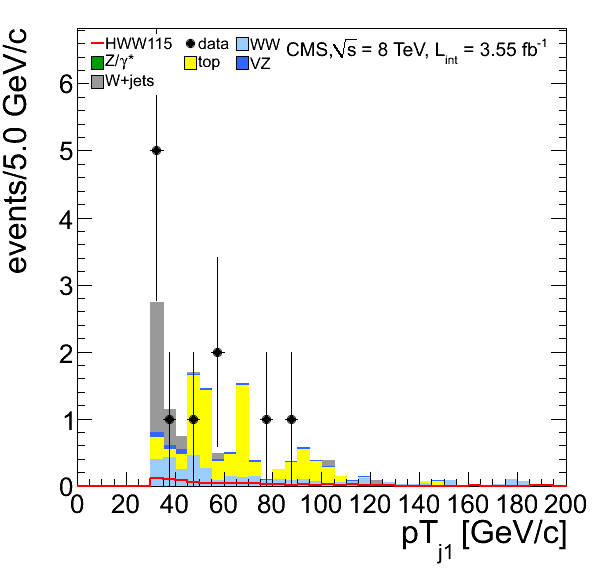 HWW115 data WW CMS,√s = 8 TeV, L_int = 3.55 fb⁻¹
Z/γ* top VZ
W+jets
events/5.0 GeV/c
6
5
4
3
2
1
0
0 20 40 60 80 100 120 140 160 180 200
pT_j1 [GeV/c]